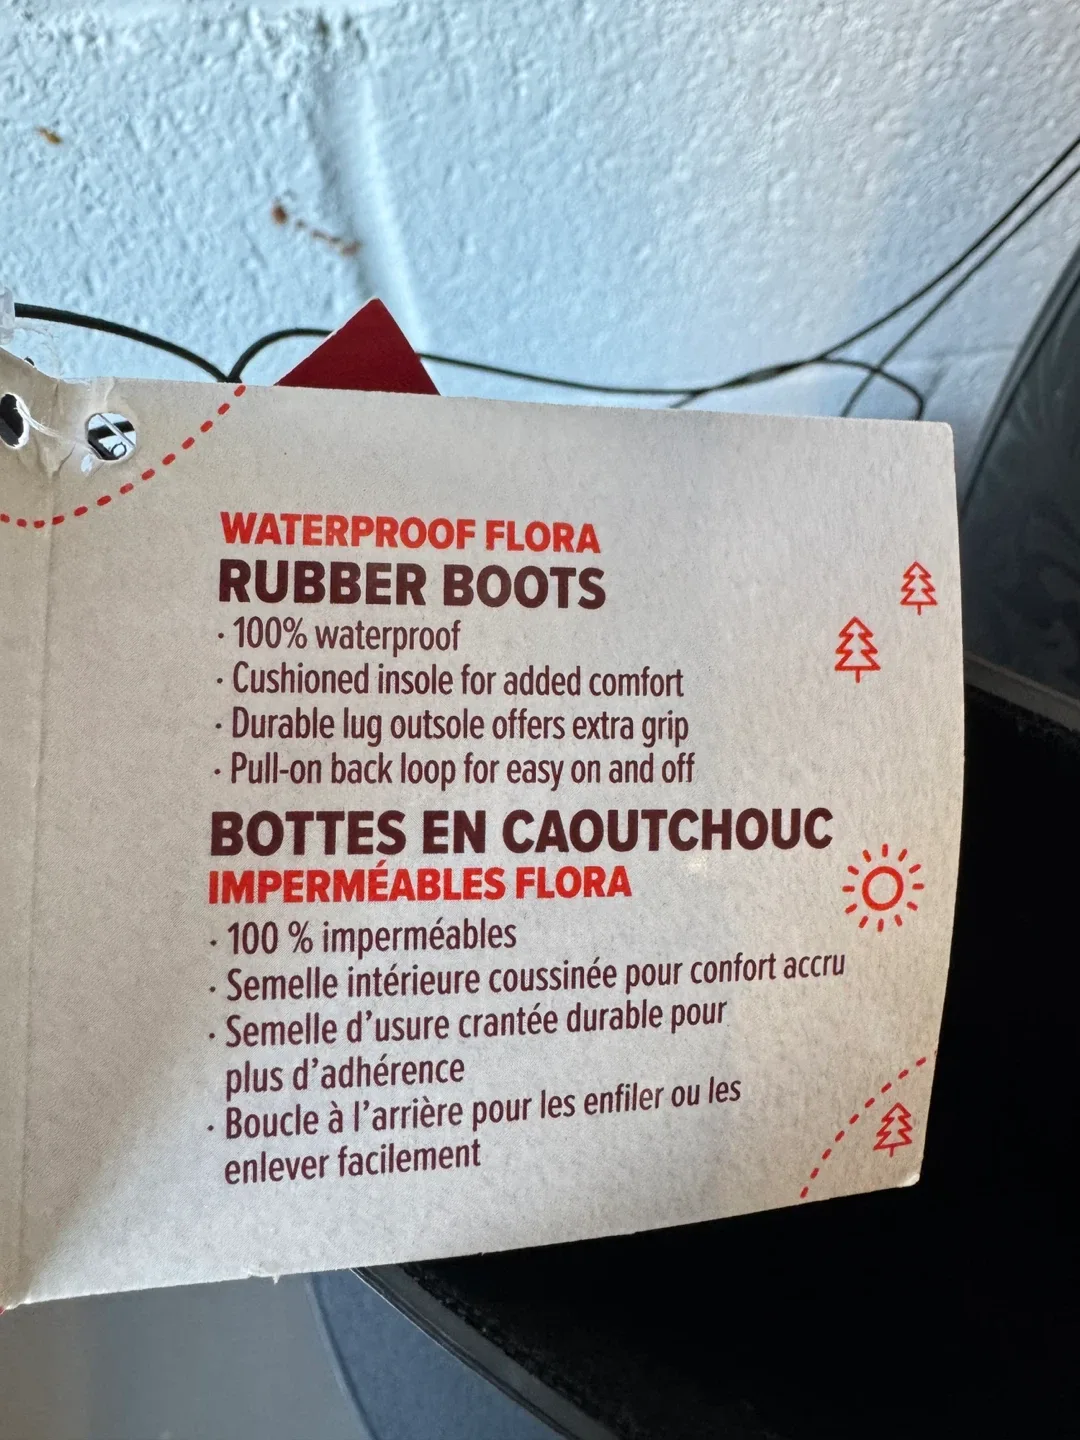 WATERPROOF FLORA
RUBBER BOOTS
· 100% waterproof
· Cushioned insole for added comfort
· Durable lug outsole offers extra grip
· Pull-on back loop for easy on and off
BOTTES EN CAOUTCHOUC
IMPERMÉABLES FLORA
· 100 % imperméables
· Semelle intérieure coussinée pour confort accru
· Semelle d’usure crantée durable pour
plus d’adhérence
· Boucle à l’arrière pour les enfiler ou les
enlever facilement